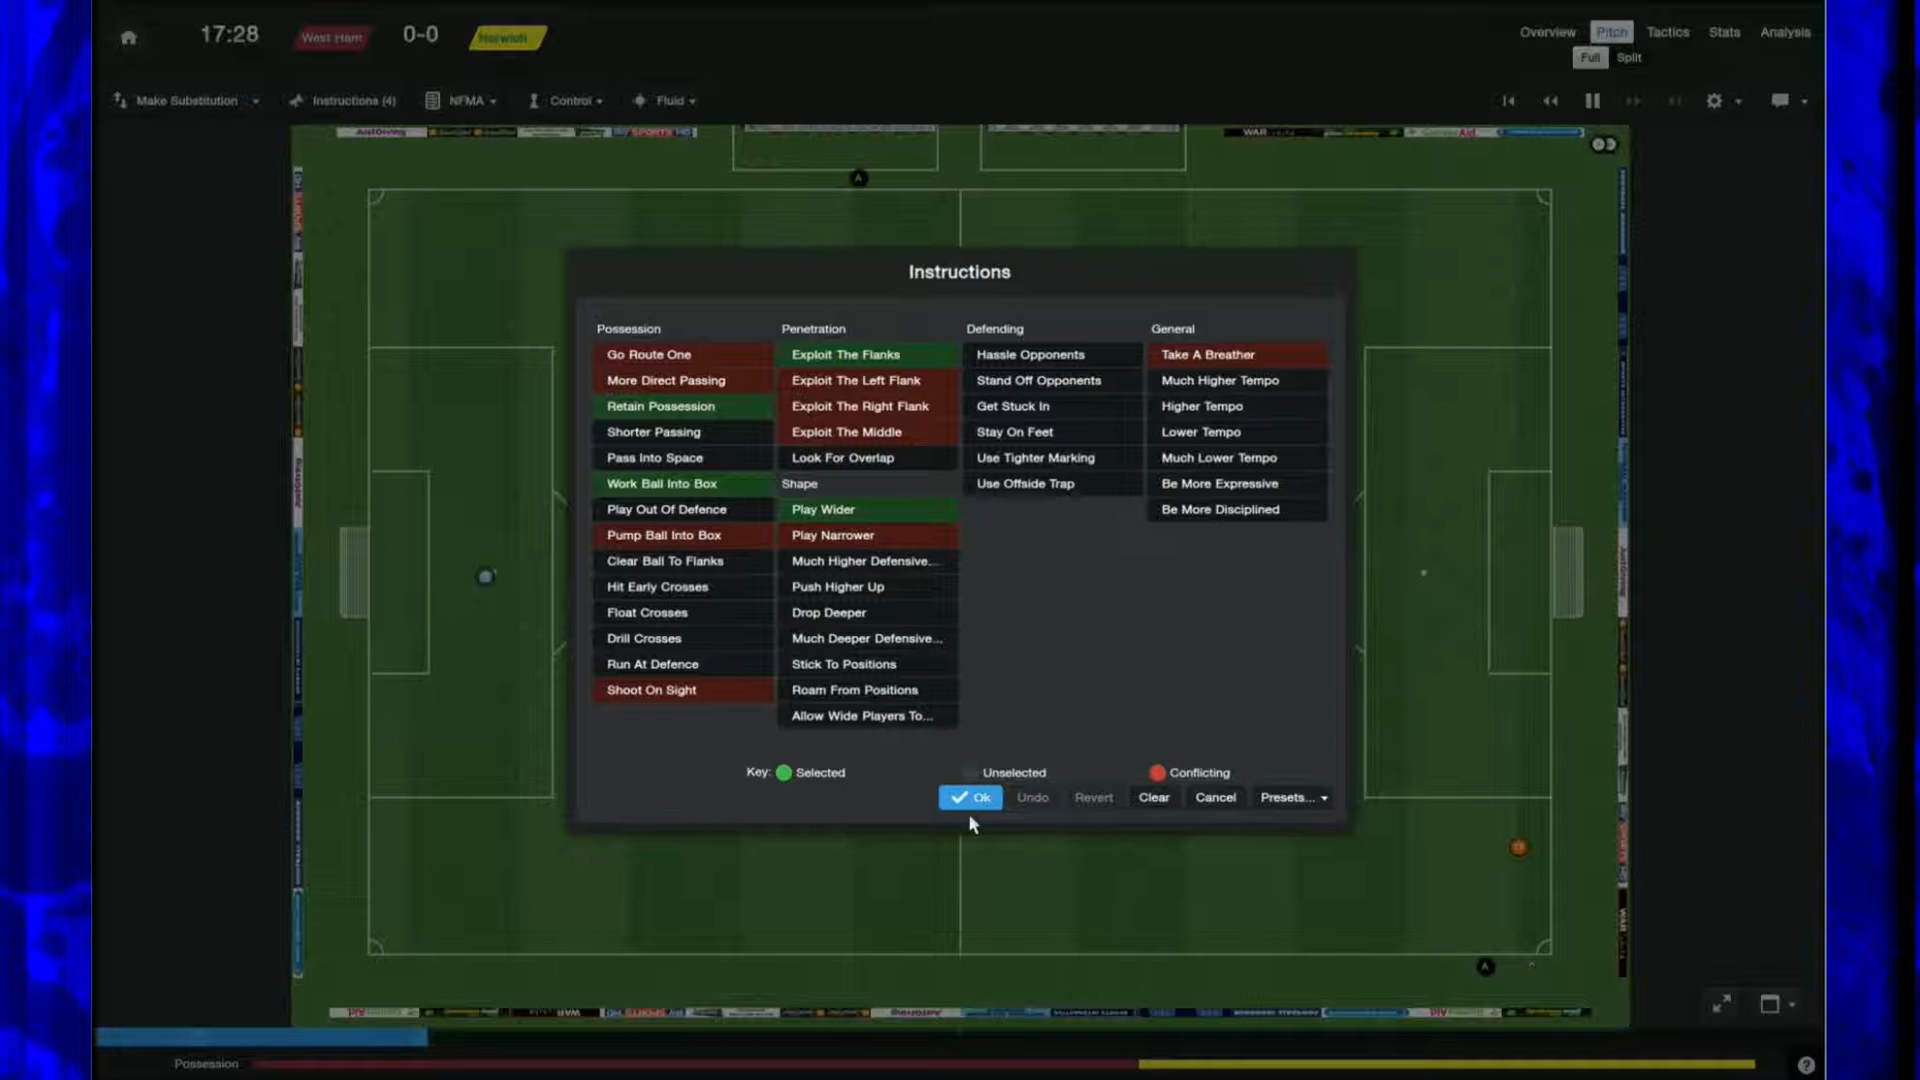 17:28 West Ham 0-0 Norwich
Overview Pitch Tactics Stats Analysis
Full Split
Make Substitution Instructions (4) NFMA Control Fluid
JustGiving MY SPORTS HD WAR
A
Instructions
Possession Penetration Defending General
Go Route One Exploit The Flanks Hassle Opponents Take A Breather
More Direct Passing Exploit The Left Flank Stand Off Opponents Much Higher Tempo
Retain Possession Exploit The Right Flank Get Stuck In Higher Tempo
Shorter Passing Exploit The Middle Stay On Feet Lower Tempo
Pass Into Space Look For Overlap Use Tighter Marking Much Lower Tempo
Work Ball Into Box Shape Use Offside Trap Be More Expressive
Play Out Of Defence Play Wider Be More Disciplined
Pump Ball Into Box Play Narrower
Clear Ball To Flanks Much Higher Defensive...
Hit Early Crosses Push Higher Up
Float Crosses Drop Deeper
Drill Crosses Much Deeper Defensive...
Run At Defence Stick To Positions
Shoot On Sight Roam From Positions
Allow Wide Players To...
Key: Selected Unselected Conflicting
Ok Undo Revert Clear Cancel Presets...
A
Possession
?